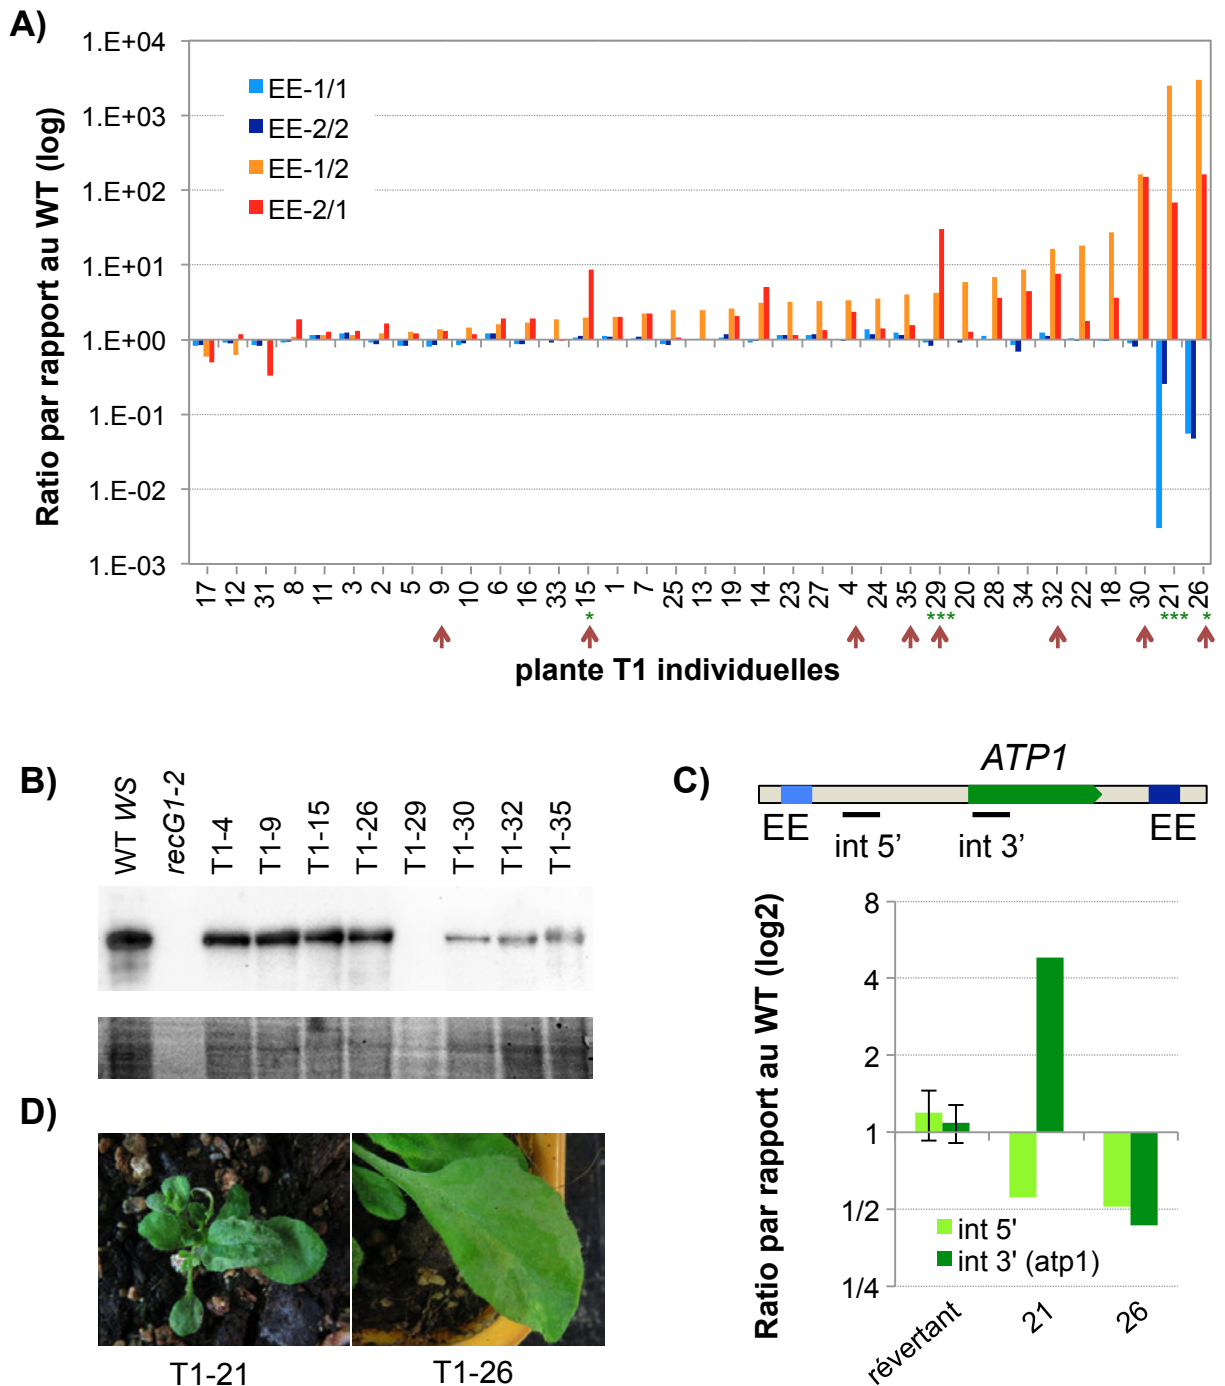 A)
Ratio par rapport au WT (log)
1.E+04
1.E+03
1.E+02
1.E+01
1.E+00
1.E-01
1.E-02
1.E-03
EE-1/1
EE-2/2
EE-1/2
EE-2/1
17 12 31 8 11 3 2 5 9 10 6 16 33 15 1 7 25 13 19 14 23 27 4 24 35 29 20 28 34 32 22 18 30 21 26
* *** *** *
plante T1 individuelles
B)
WT WS recG1-2 T1-4 T1-9 T1-15 T1-26 T1-29 T1-30 T1-32 T1-35
C)
ATP1
EE int 5' int 3' EE
Ratio par rapport au WT (log2)
8
4
2
1
1/2
1/4
int 5'
int 3' (atp1)
révertant 21 26
D)
T1-21 T1-26